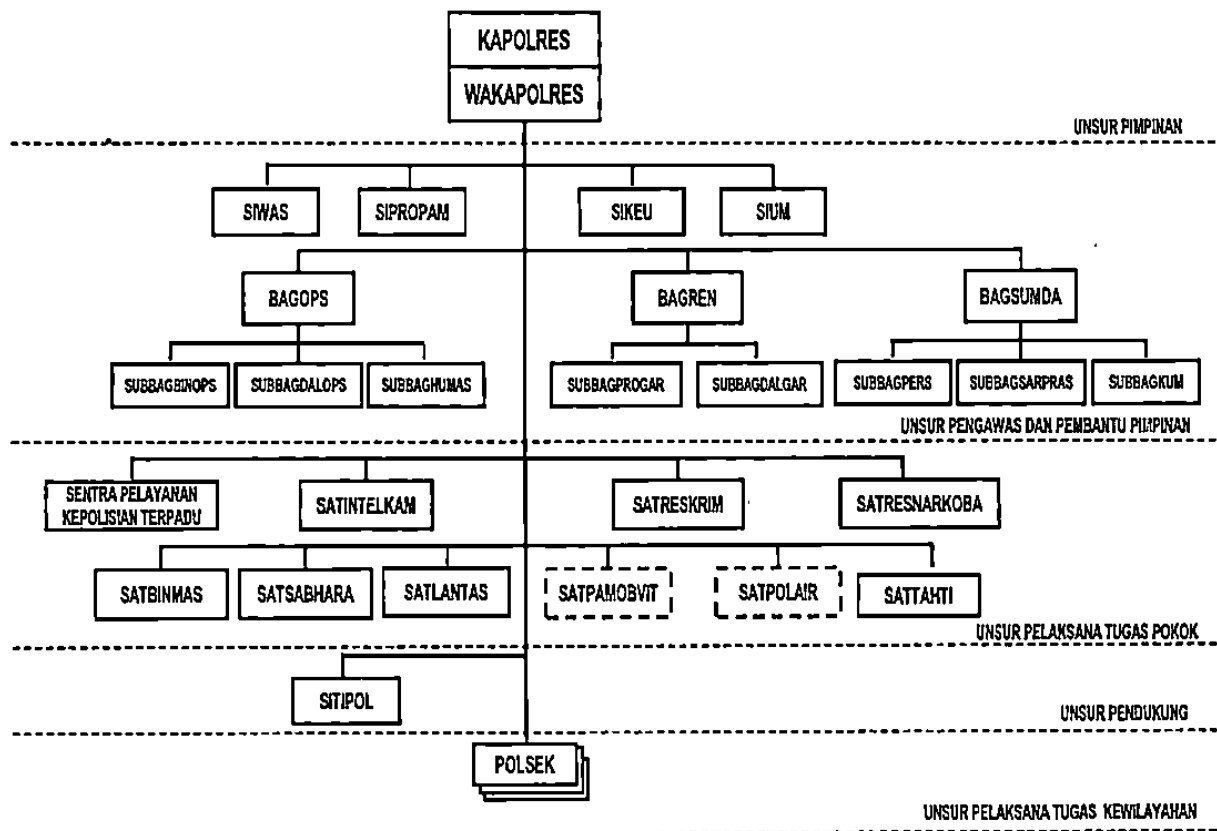 KAPOLRES
WAKAPOLRES
UNSUR PIMPINAN
SIWAS
SIPROPAM
SIKEU
SIUM
BAGOPS
BAGREN
BAGSUMDA
SUBBAGBINOPS
SUBBAGDALOPS
SUBBAGHUMAS
SUBBAGPROGAR
SUBBAGDALGAR
SUBBAGPERS
SUBBAGSARPRAS
SUBBAGKUM
UNSUR PENGAWAS DAN PEMBANTU PIMPINAN
SENTRA PELAYANAN
KEPOLISIAN TERPADU
SATINTELKAM
SATRESKRIM
SATRESNARKOBA
SATBINMAS
SATSABHARA
SATLANTAS
SATPAMOBVIT
SATPOLAIR
SATTAHTI
UNSUR PELAKSANA TUGAS POKOK
SITIPOL
UNSUR PENDUKUNG
POLSEK
UNSUR PELAKSANA TUGAS KEWILAYAHAN